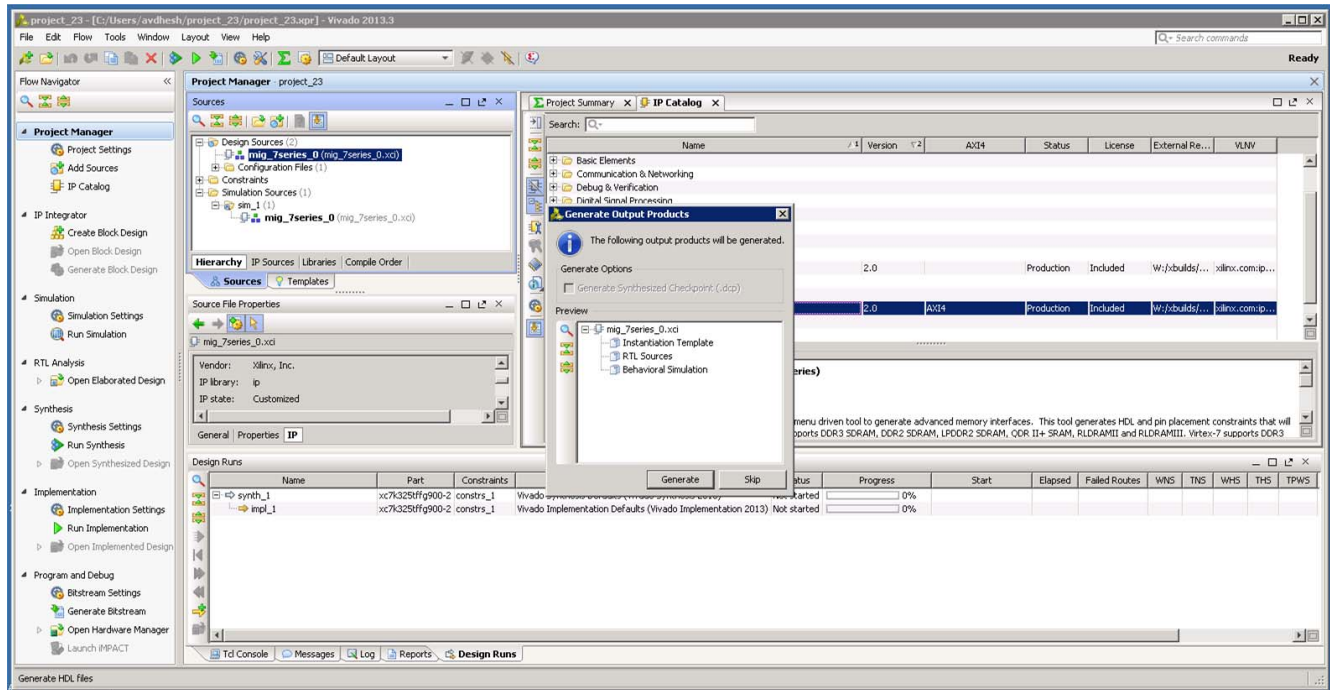 project_23 - [C:/Users/avdhesh/project_23/project_23.xpr] - Vivado 2013.3
File Edit Flow Tools Window Layout View Help
Search commands
Default Layout
Ready
Flow Navigator
Project Manager
Project Settings
Add Sources
IP Catalog
IP Integrator
Create Block Design
Open Block Design
Generate Block Design
Simulation
Simulation Settings
Run Simulation
RTL Analysis
Open Elaborated Design
Synthesis
Synthesis Settings
Run Synthesis
Open Synthesized Design
Implementation
Implementation Settings
Run Implementation
Open Implemented Design
Program and Debug
Bitstream Settings
Generate Bitstream
Open Hardware Manager
Launch iMPACT
Project Manager - project_23
Sources
Design Sources (2)
mig_7series_0 (mig_7series_0.xci)
Configuration Files (1)
Constraints
Simulation Sources (1)
sim_1 (1)
mig_7series_0 (mig_7series_0.xci)
Hierarchy IP Sources Libraries Compile Order
Sources Templates
Source File Properties
mig_7series_0.xci
Vendor: Xilinx, Inc.
IP library: ip
IP state: Customized
General Properties IP
Project Summary IP Catalog
Search:
Name 1 Version 2 AXI4 Status License External Re... VLNV
Basic Elements
Communication & Networking
Debug & Verification
Digital Signal Processing
2.0 Production Included W:/xbuilds/... xilinx.com:ip...
2.0 AXI4 Production Included W:/xbuilds/... xilinx.com:ip...
eries)
menu driven tool to generate advanced memory interfaces. This tool generates HDL and pin placement constraints that will
pports DDR3 SDRAM, DDR2 SDRAM, LPDDR2 SDRAM, QDR II+ SRAM, RLDRAMII and RLDRAMIII. Virtex-7 supports DDR3
Generate Output Products
The following output products will be generated.
Generate Options
Generate Synthesized Checkpoint (.dcp)
Preview
mig_7series_0.xci
Instantiation Template
RTL Sources
Behavioral Simulation
Generate Skip
Design Runs
Name Part Constraints atus Progress Start Elapsed Failed Routes WNS TNS WHS THS TPWS
synth_1 xc7k325tffg900-2 constrs_1 Vivado Synthesis Defaults (Vivado Synthesis 2013) Not started 0%
impl_1 xc7k325tffg900-2 constrs_1 Vivado Implementation Defaults (Vivado Implementation 2013) Not started 0%
Tcl Console Messages Log Reports Design Runs
Generate HDL files